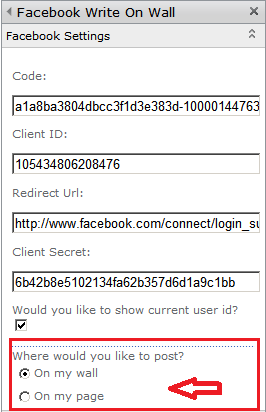 Facebook Write On Wall
Facebook Settings
Code:
a1a8ba3804dbcc3f1d3e383d-10000144763
Client ID:
105434806208476
Redirect Url:
http://www.facebook.com/connect/login_su
Client Secret:
6b42b8e5102134fa62b357d6d1a9c1bb
Would you like to show current user id?
Where would you like to post?
On my wall
On my page